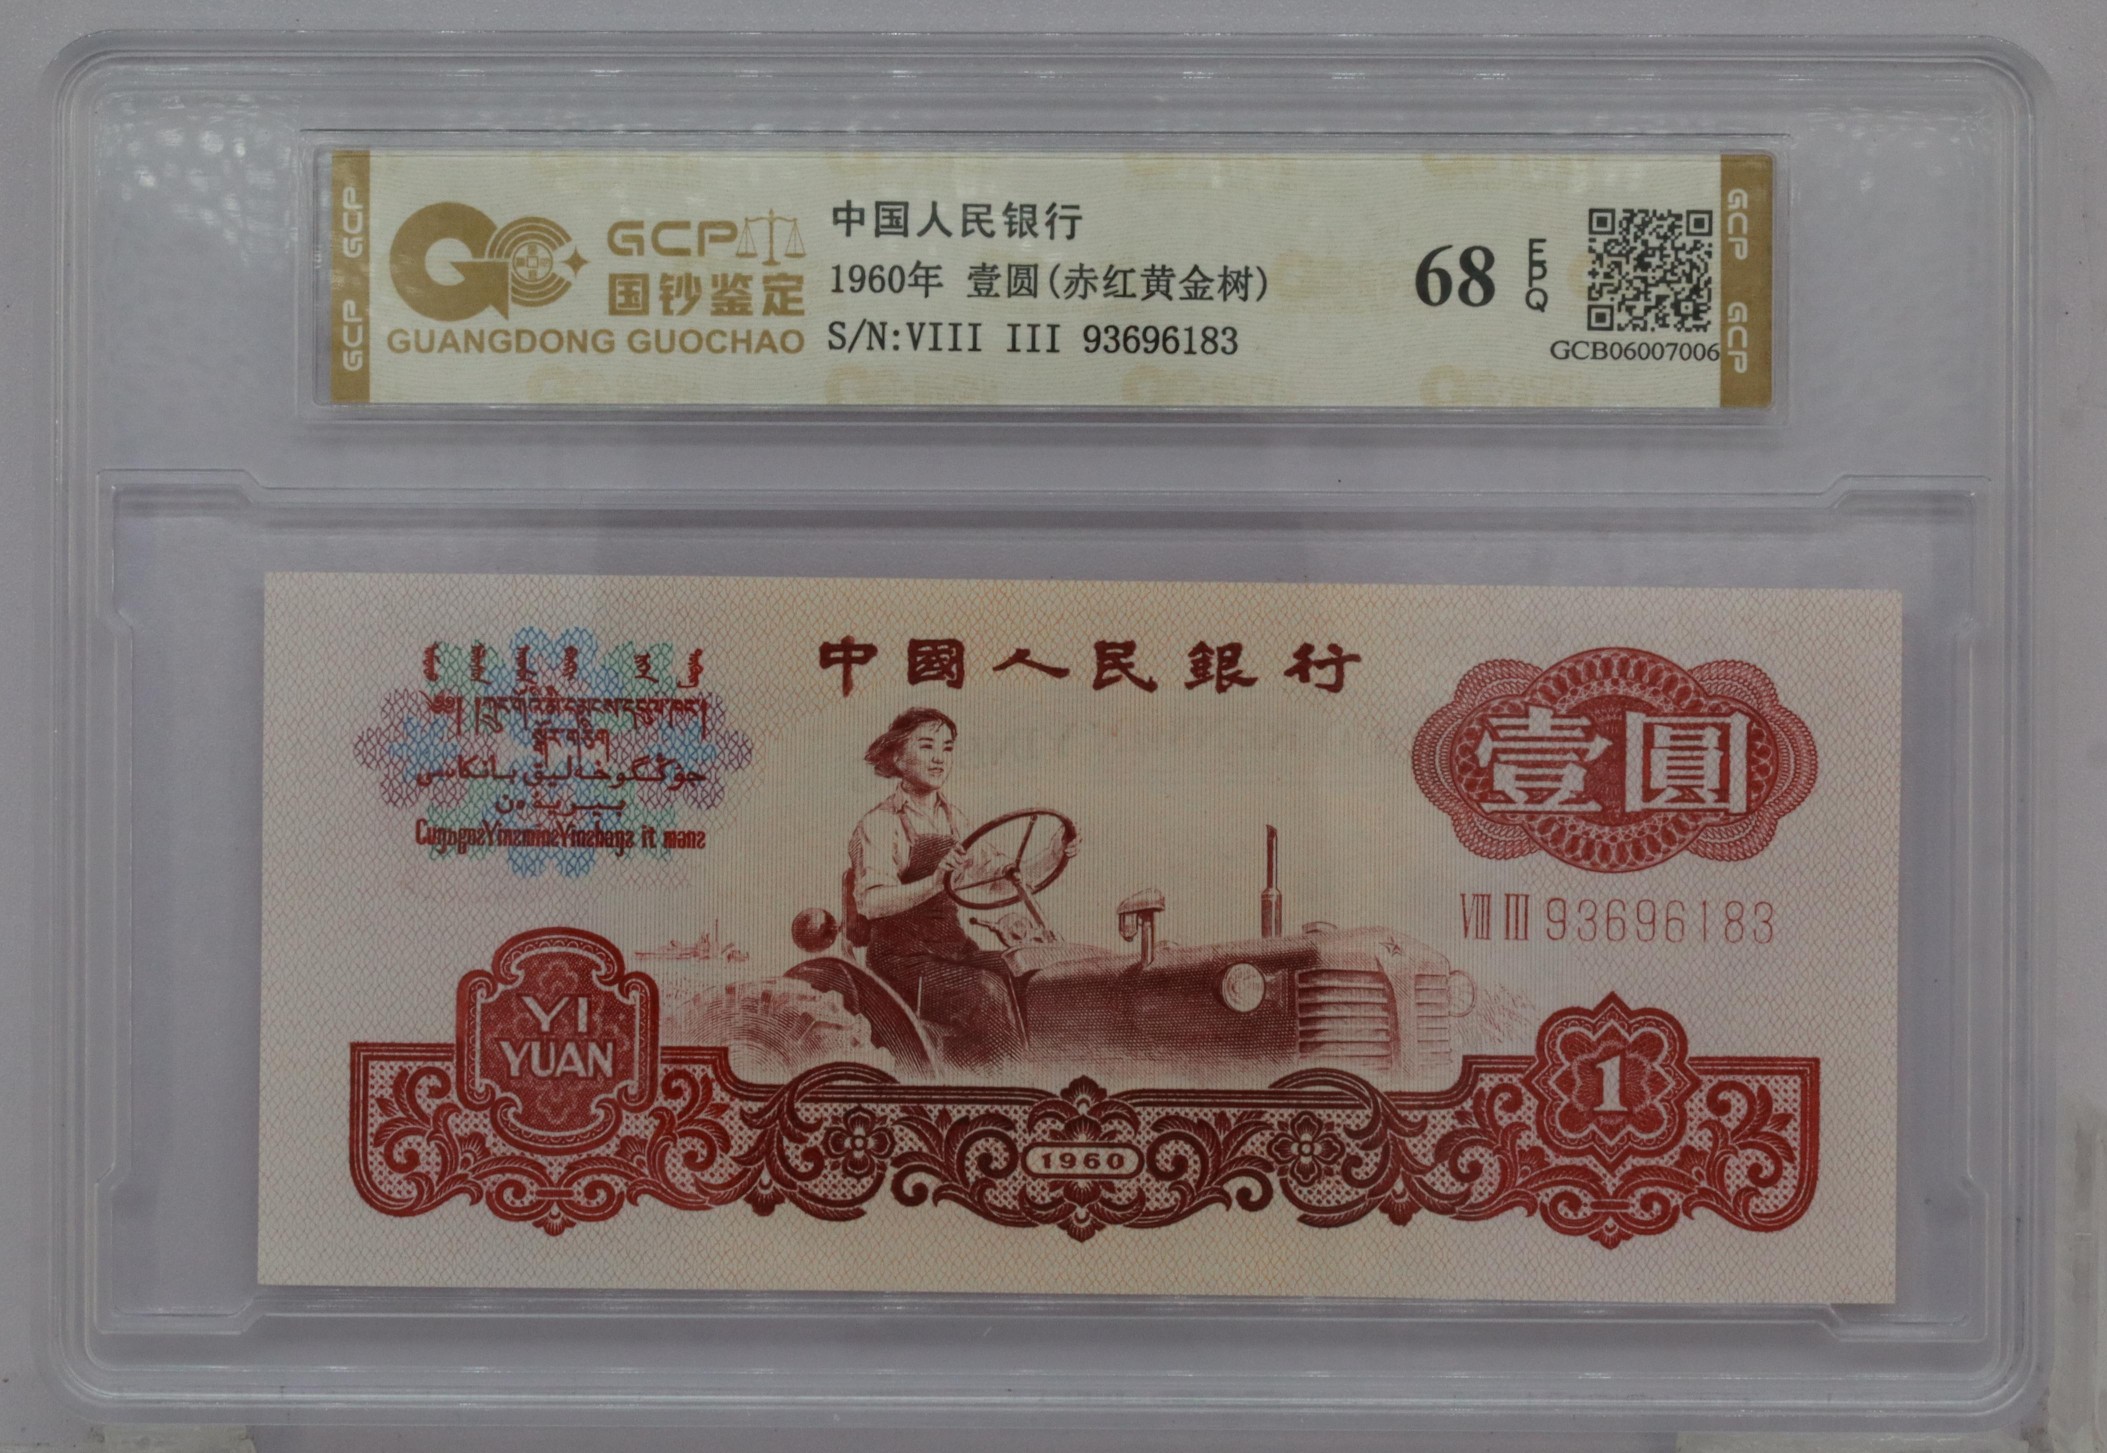 GCP GCP
GCP
国钞鉴定
GUANGDONG GUOCHAO
中国人民银行
1960年 壹圆(赤红黄金树)
S/N:VIII III 93696183
68
EPQ
GCB06007006
GCP GCP
中國人民銀行
壹圓
VIII III 93696183
YI
YUAN
1960
1